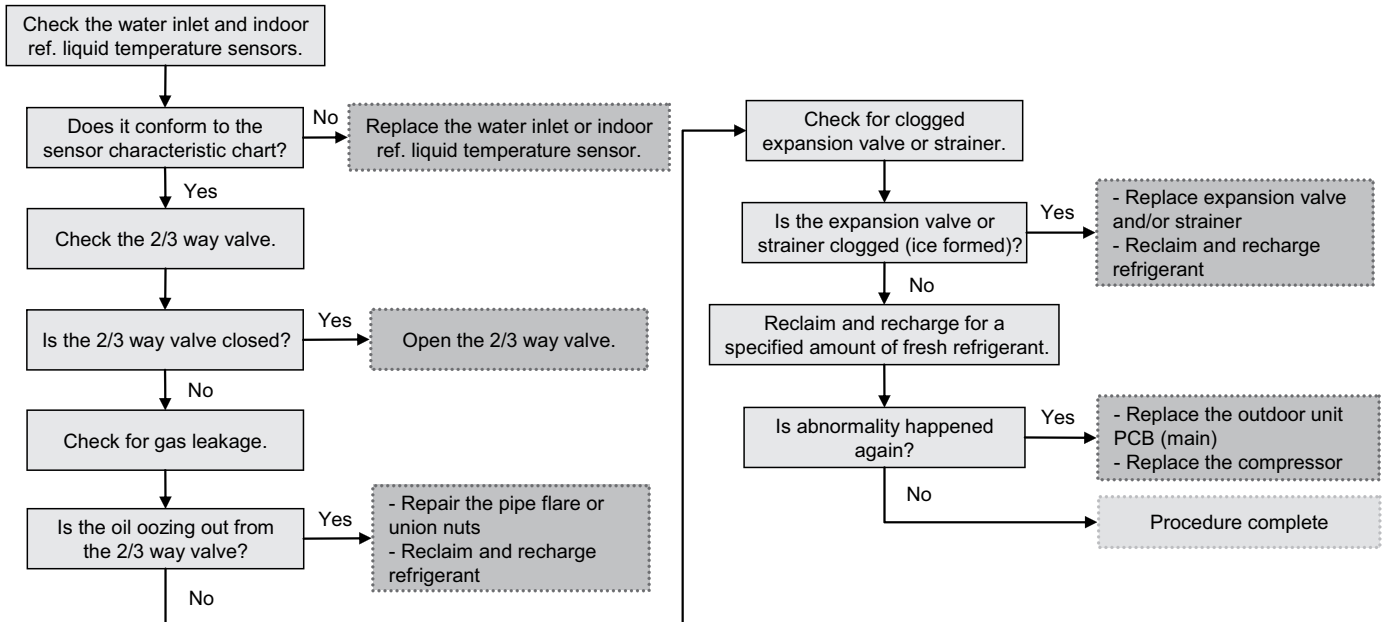 Check the water inlet and indoor
ref. liquid temperature sensors.
Does it conform to the
sensor characteristic chart?
No
Replace the water inlet or indoor
ref. liquid temperature sensor.
Yes
Check the 2/3 way valve.
Is the 2/3 way valve closed?
Yes
Open the 2/3 way valve.
No
Check for gas leakage.
Is the oil oozing out from
the 2/3 way valve?
Yes
- Repair the pipe flare or
union nuts
- Reclaim and recharge
refrigerant
No
Check for clogged
expansion valve or strainer.
Is the expansion valve or
strainer clogged (ice formed)?
Yes
- Replace expansion valve
and/or strainer
- Reclaim and recharge
refrigerant
No
Reclaim and recharge for a
specified amount of fresh refrigerant.
Is abnormality happened
again?
Yes
- Replace the outdoor unit
PCB (main)
- Replace the compressor
No
Procedure complete